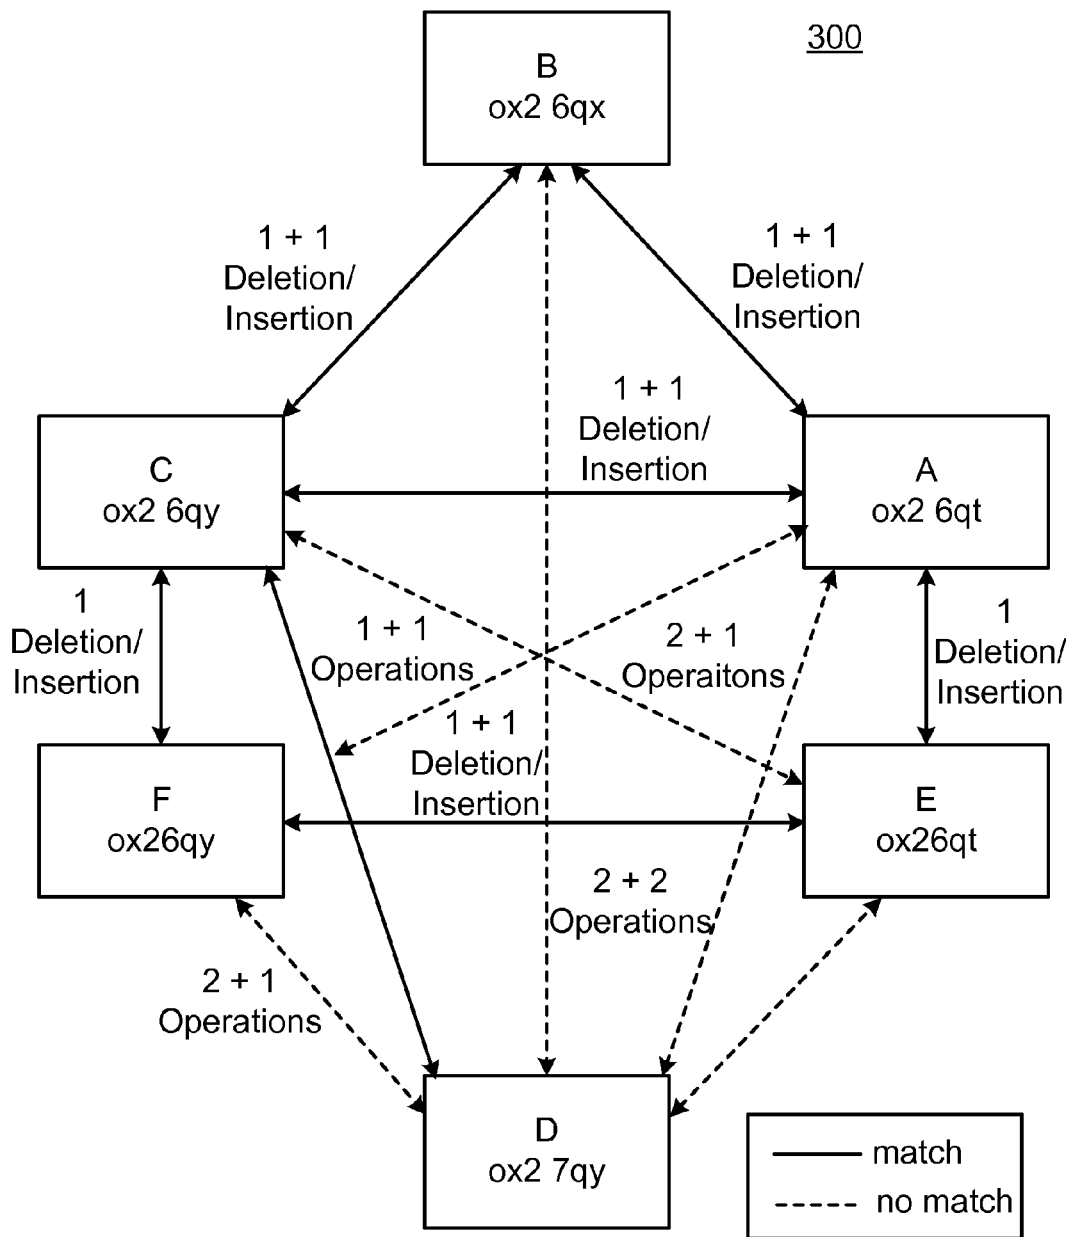 300
B
ox2 6qx
1 + 1
Deletion/
Insertion
1 + 1
Deletion/
Insertion
1 + 1
Deletion/
Insertion
C
ox2 6qy
A
ox2 6qt
1
Deletion/
Insertion
1 + 1
Operations
2 + 1
Operaitons
1
Deletion/
Insertion
1 + 1
Deletion/
Insertion
F
ox26qy
E
ox26qt
2 + 2
Operations
2 + 1
Operations
D
ox2 7qy
match
no match